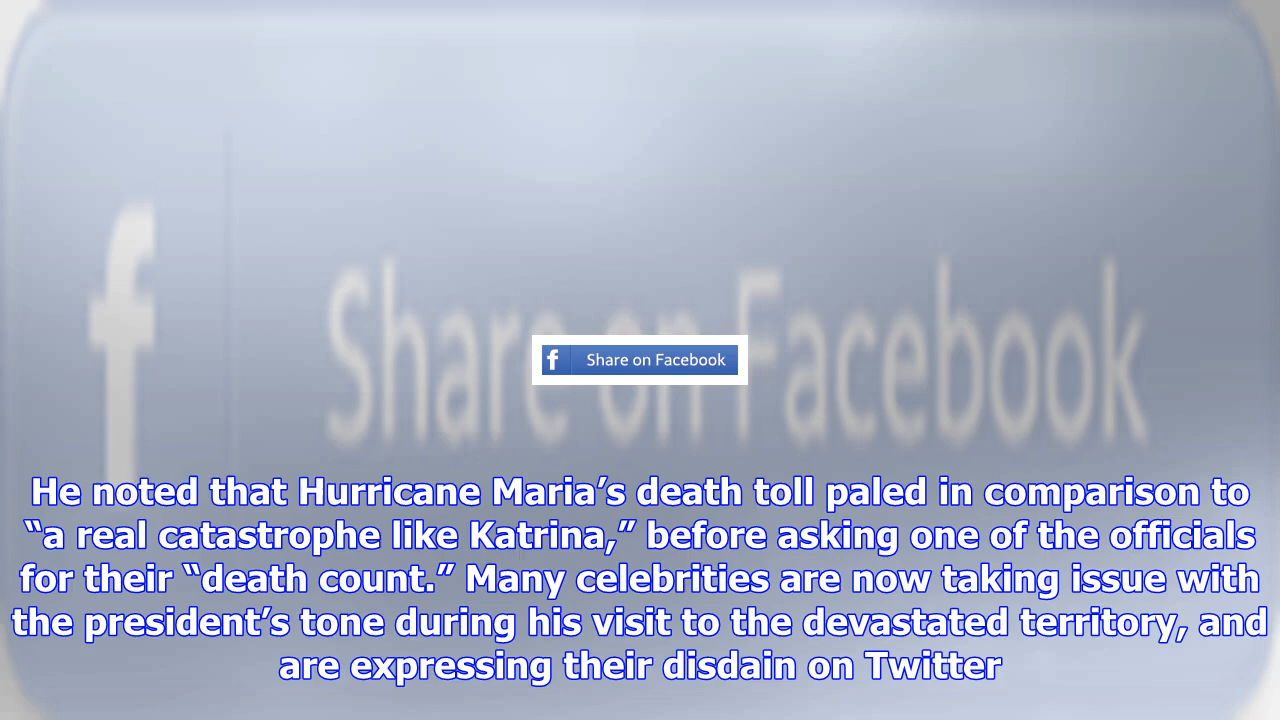 f Share on Facebook
f Share on Facebook
He noted that Hurricane Maria’s death toll paled in comparison to
“a real catastrophe like Katrina,” before asking one of the officials
for their “death count.” Many celebrities are now taking issue with
the president’s tone during his visit to the devastated territory, and
are expressing their disdain on Twitter